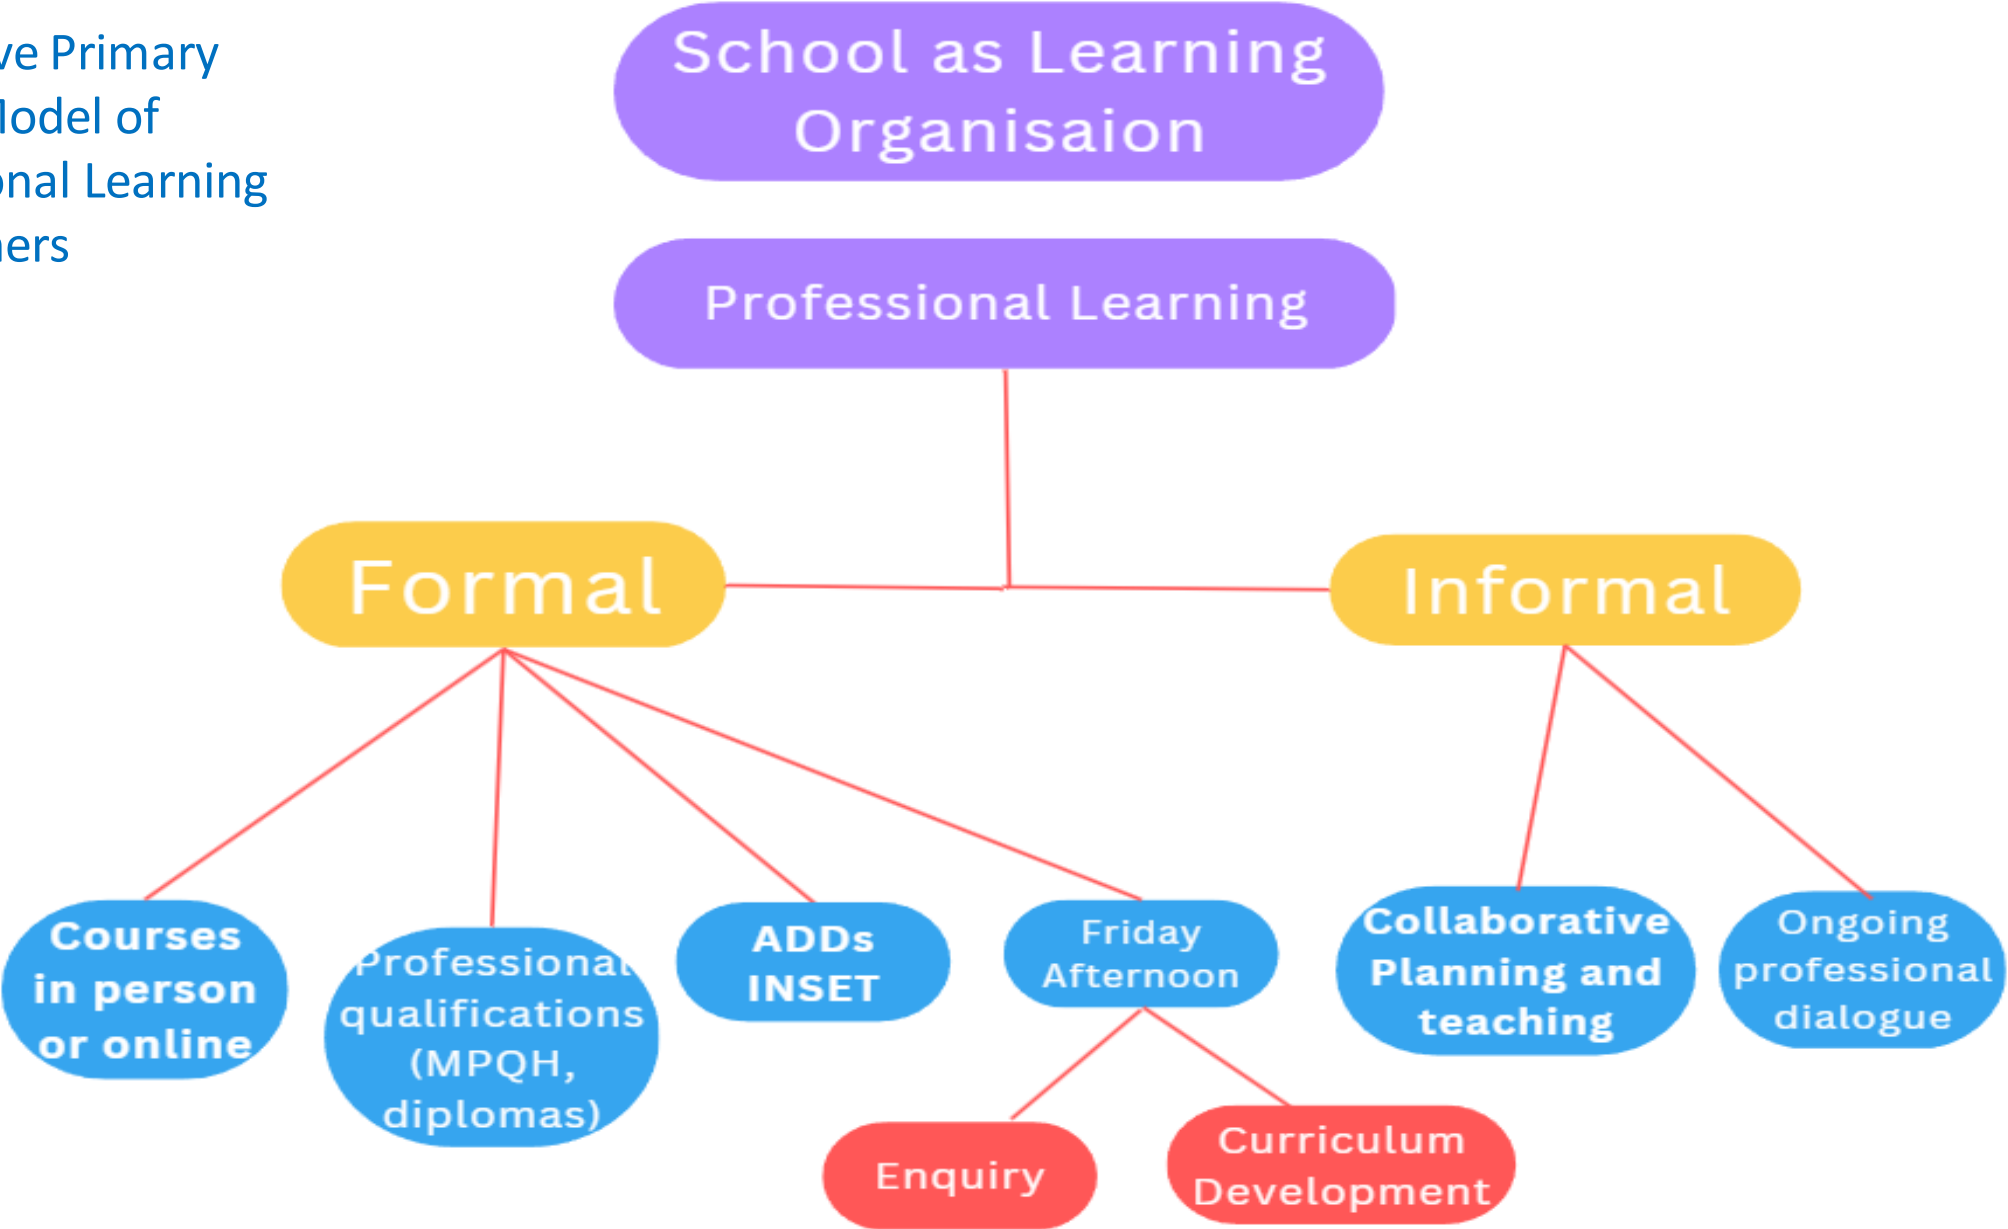 ve Primary
Model of
onal Learning
ners
School as Learning
Organisaion
Professional Learning
Formal
Informal
Courses
in person
or online
Professional
qualifications
(MPQH,
diplomas)
ADDs
INSET
Friday
Afternoon
Collaborative
Planning and
teaching
Ongoing
professional
dialogue
Enquiry
Curriculum
Development